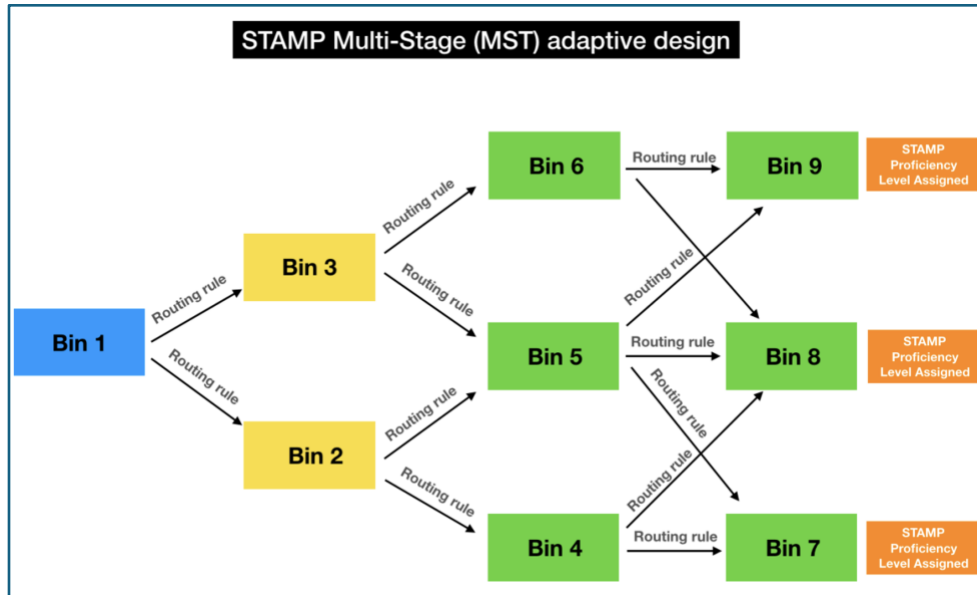 STAMP Multi-Stage (MST) adaptive design
Bin 6
Routing rule
Bin 9
STAMP
Proficiency
Level Assigned
Routing rule
Bin 3
Routing rule
Routing rule
Routing rule
Bin 1
Bin 5
Routing rule
Bin 8
STAMP
Proficiency
Level Assigned
Routing rule
Routing rule
Routing rule
Bin 2
Routing rule
Routing rule
Bin 4
Routing rule
Bin 7
STAMP
Proficiency
Level Assigned